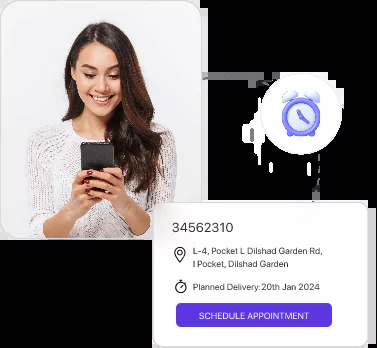 34562310
L-4, Pocket L Dilshad Garden Rd,
I Pocket, Dilshad Garden
Planned Delivery:20th Jan 2024
SCHEDULE APPOINTMENT